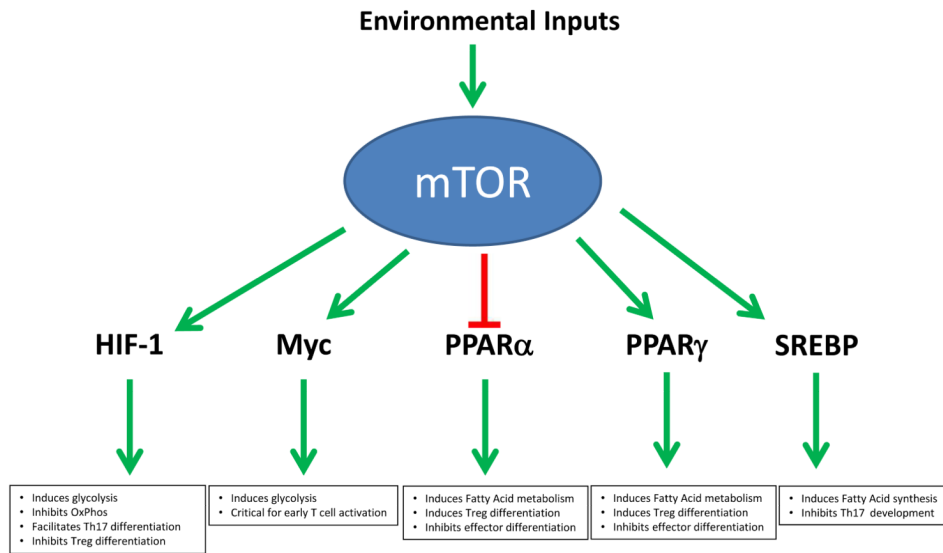 Environmental Inputs
mTOR
HIF-1
Myc
PPARα
PPARγ
SREBP
• Induces glycolysis
• Inhibits OxPhos
• Facilitates Th17 differentiation
• Inhibits Treg differentiation
• Induces glycolysis
• Critical for early T cell activation
• Induces Fatty Acid metabolism
• Induces Treg differentiation
• Inhibits effector differentiation
• Induces Fatty Acid metabolism
• Induces Treg differentiation
• Inhibits effector differentiation
• Induces Fatty Acid synthesis
• Inhibits Th17 development